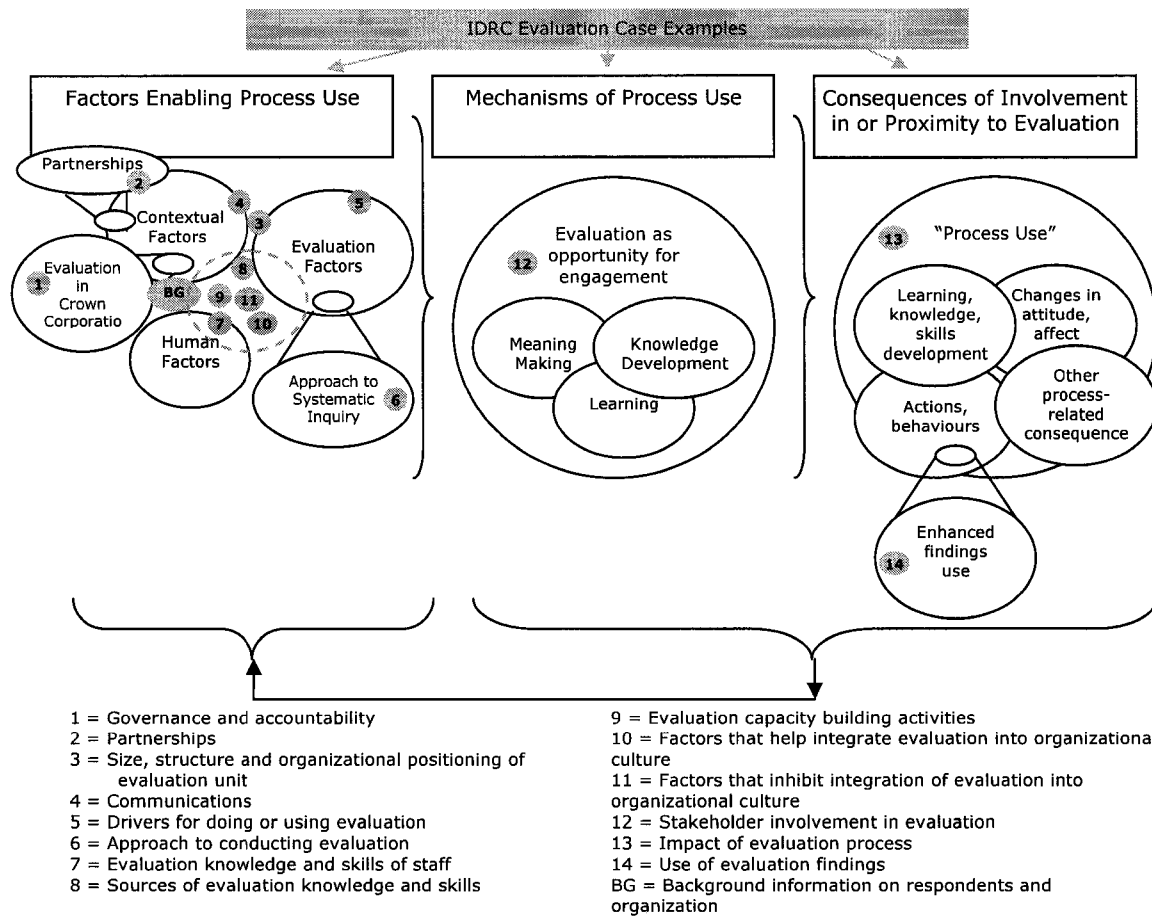 IDRC Evaluation Case Examples
Factors Enabling Process Use
Mechanisms of Process Use
Consequences of Involvement
in or Proximity to Evaluation
Partnerships
2
Contextual
Factors
4
3
5
Evaluation
Factors
1
Evaluation
in
Crown
Corporatio
BG
8
9
11
7
10
Human
Factors
Approach to
Systematic
Inquiry
6
12
Evaluation as
opportunity for
engagement
Meaning
Making
Knowledge
Development
Learning
13
"Process Use"
Learning,
knowledge,
skills
development
Changes in
attitude,
affect
Actions,
behaviours
Other
process-
related
consequence
Enhanced
findings
use
14
1 = Governance and accountability
2 = Partnerships
3 = Size, structure and organizational positioning of
evaluation unit
4 = Communications
5 = Drivers for doing or using evaluation
6 = Approach to conducting evaluation
7 = Evaluation knowledge and skills of staff
8 = Sources of evaluation knowledge and skills
9 = Evaluation capacity building activities
10 = Factors that help integrate evaluation into organizationa
culture
11 = Factors that inhibit integration of evaluation into
organizational culture
12 = Stakeholder involvement in evaluation
13 = Impact of evaluation process
14 = Use of evaluation findings
BG = Background information on respondents and
organization